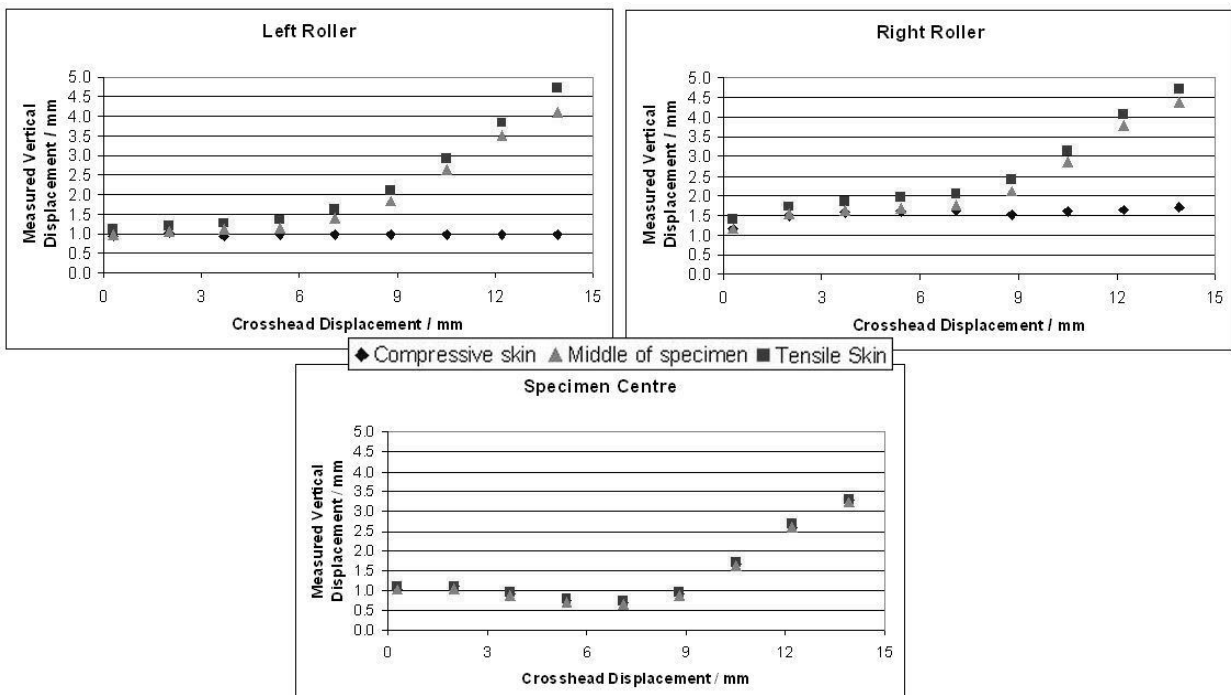 Left Roller
Measured Vertical
Displacement / mm
5.0
4.5
4.0
3.5
3.0
2.5
2.0
1.5
1.0
0.5
0.0
0 3 6 9 12 15
Crosshead Displacement / mm
Right Roller
Measured Vertical
Displacement / mm
5.0
4.5
4.0
3.5
3.0
2.5
2.0
1.5
1.0
0.5
0.0
0 3 6 9 12 15
Crosshead Displacement / mm
Compressive skin Middle of specimen Tensile Skin
Specimen Centre
Measured Vertical
Displacement / mm
5.0
4.5
4.0
3.5
3.0
2.5
2.0
1.5
1.0
0.5
0.0
0 3 6 9 12 15
Crosshead Displacement / mm